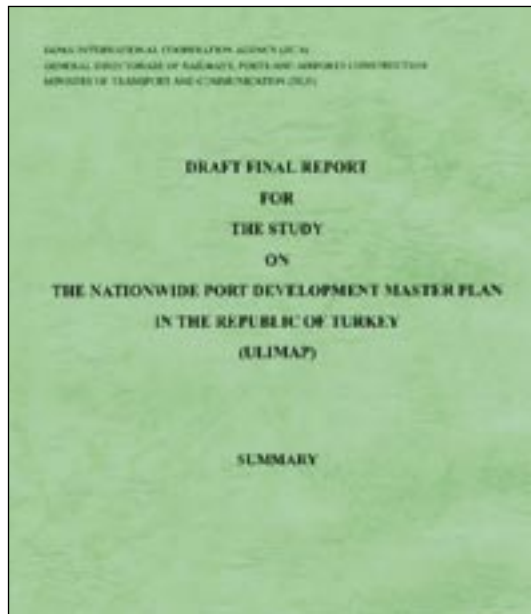 INTERNATIONAL COOPERATION AGENCY (JICA)
GENERAL DIRECTORATE OF RAILWAYS, PORTS AND AIRPORTS CONSTRUCTION
MINISTRY OF TRANSPORT AND COMMUNICATION
DRAFT FINAL REPORT
FOR
THE STUDY
ON
THE NATIONWIDE PORT DEVELOPMENT MASTER PLAN
IN THE REPUBLIC OF TURKEY
(ULIMAP)
SUMMARY